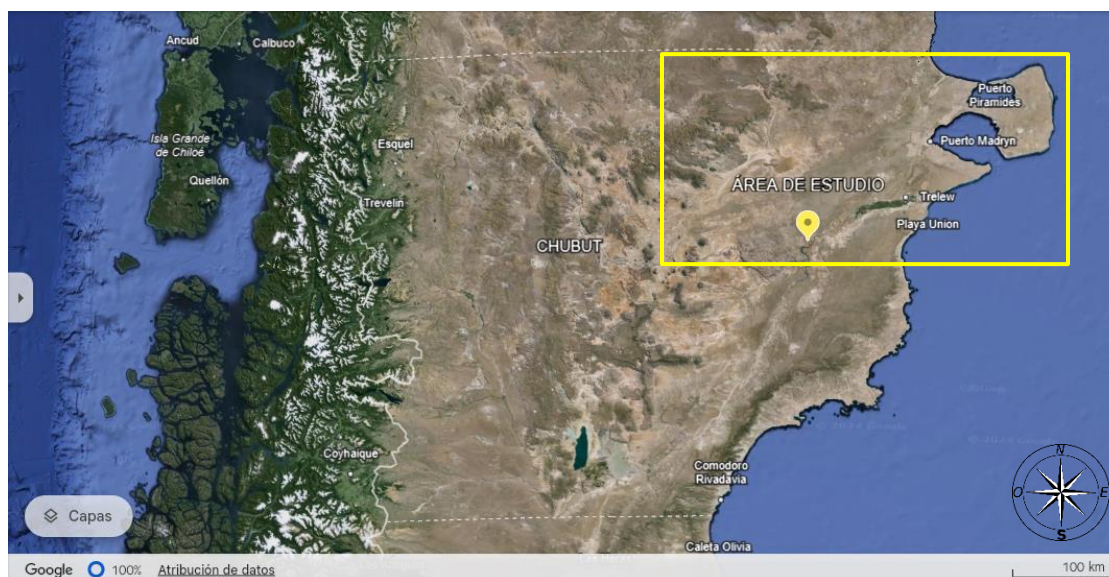 Ancud
Calbuco
Isla Grande
de Chiloé
Quellón
Esquel
Trevelin
CHUBUT
Puerto
Pirámides
Puerto Madryn
ÁREA DE ESTUDIO
Trelew
Playa Union
Coyhaique
Comodoro
Rivadavia
Caleta Olivia
N
O
E
S
Capas
Google
100%
Atribución de datos
100 km